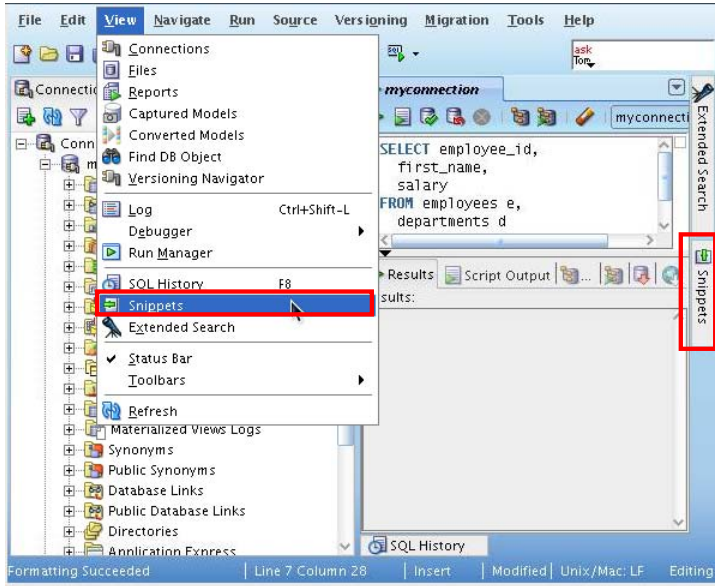 File Edit View Navigate Run Source Versioning Migration Tools Help
ask
Tom
Connections
Files
Reports
Captured Models
Converted Models
Find DB Object
Versioning Navigator
Log Ctrl+Shift-L
Debugger
Run Manager
SQL History F8
Snippets
Extended Search
Status Bar
Toolbars
Refresh
Connecti
Conn
m
Materialized Views Logs
Synonyms
Public Synonyms
Database Links
Public Database Links
Directories
Application Express
myconnection
myconnecti
SELECT employee_id,
first_name,
salary
FROM employees e,
departments d
Results Script Output ...
sults:
SQL History
Extended Search
Snippets
Formatting Succeeded Line 7 Column 28 Insert Modified Unix/Mac: LF Editing